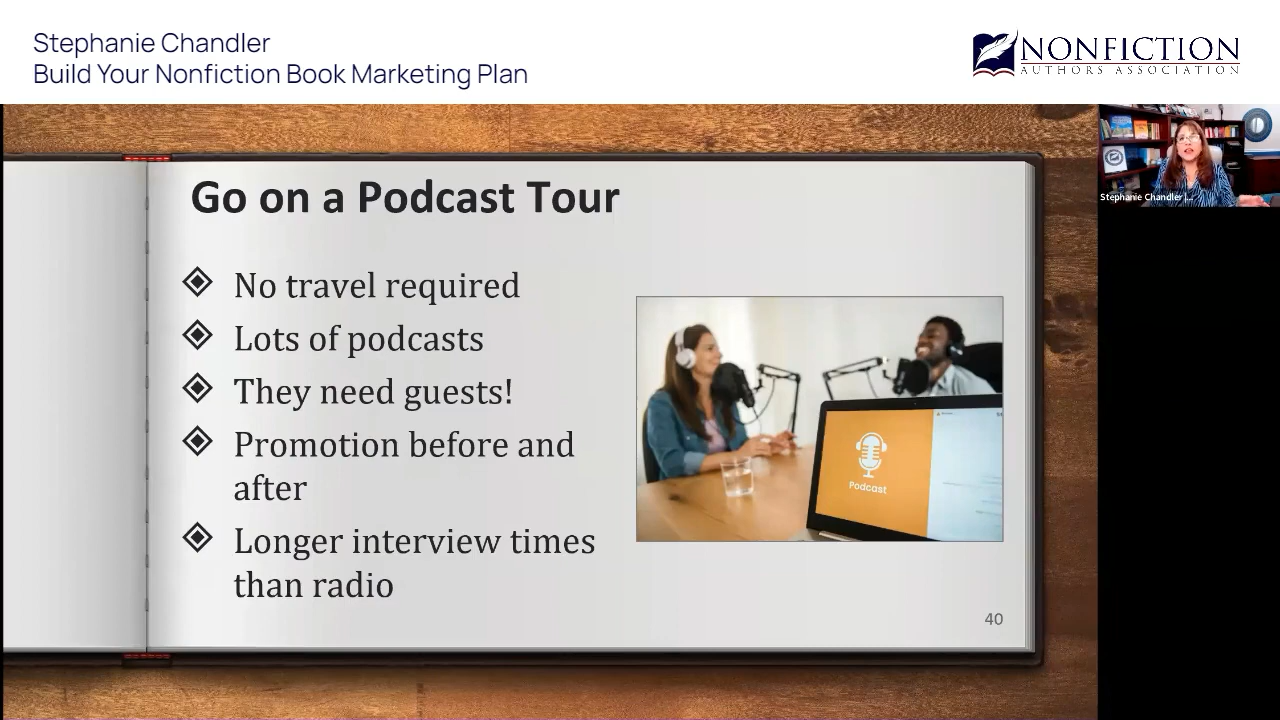 Stephanie Chandler
Build Your Nonfiction Book Marketing Plan
NONFICTION
AUTHORS ASSOCIATION
Stephanie Chandler |...
Go on a Podcast Tour
No travel required
Lots of podcasts
They need guests!
Promotion before and
after
Longer interview times
than radio
Podcast
40